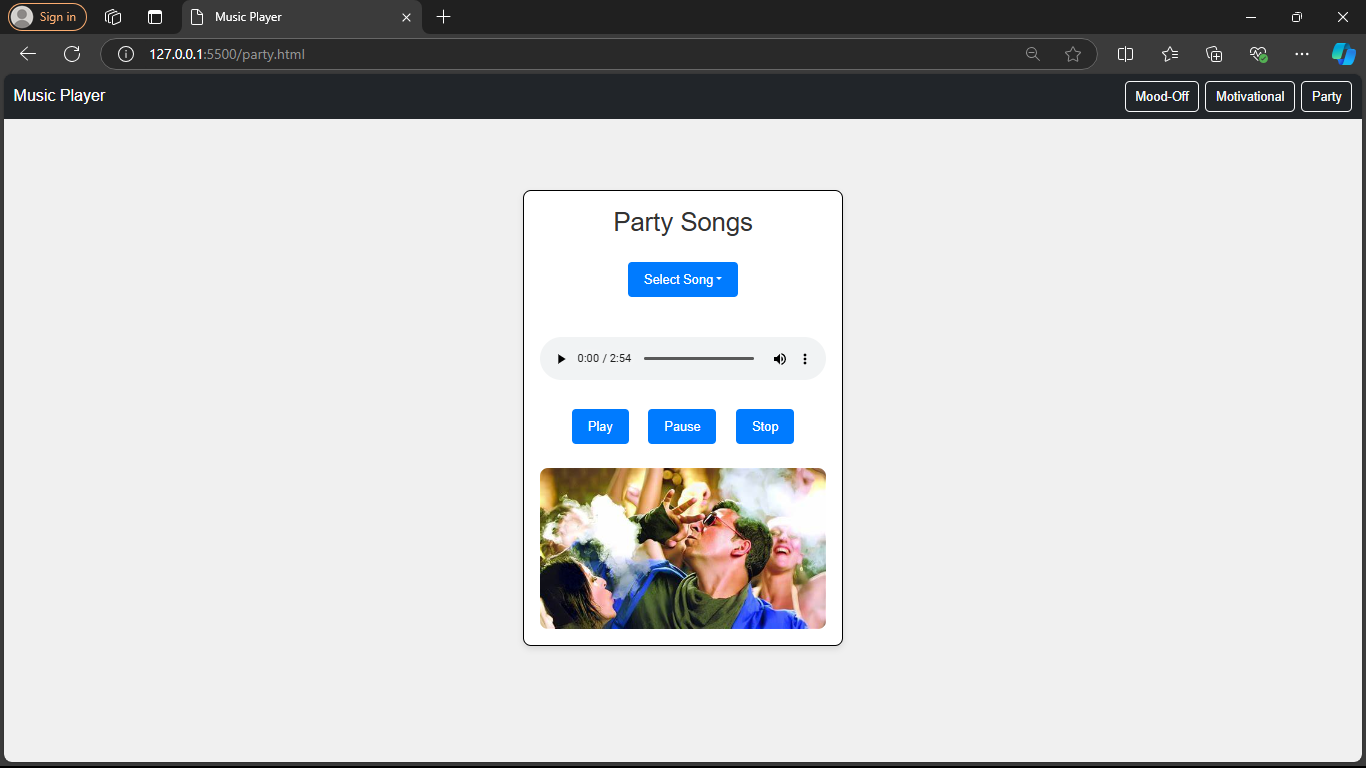 Sign in
Music Player
127.0.0.1:5500/party.html
Music Player
Mood-Off
Motivational
Party
Party Songs
Select Song
0:00 / 2:54
Play
Pause
Stop